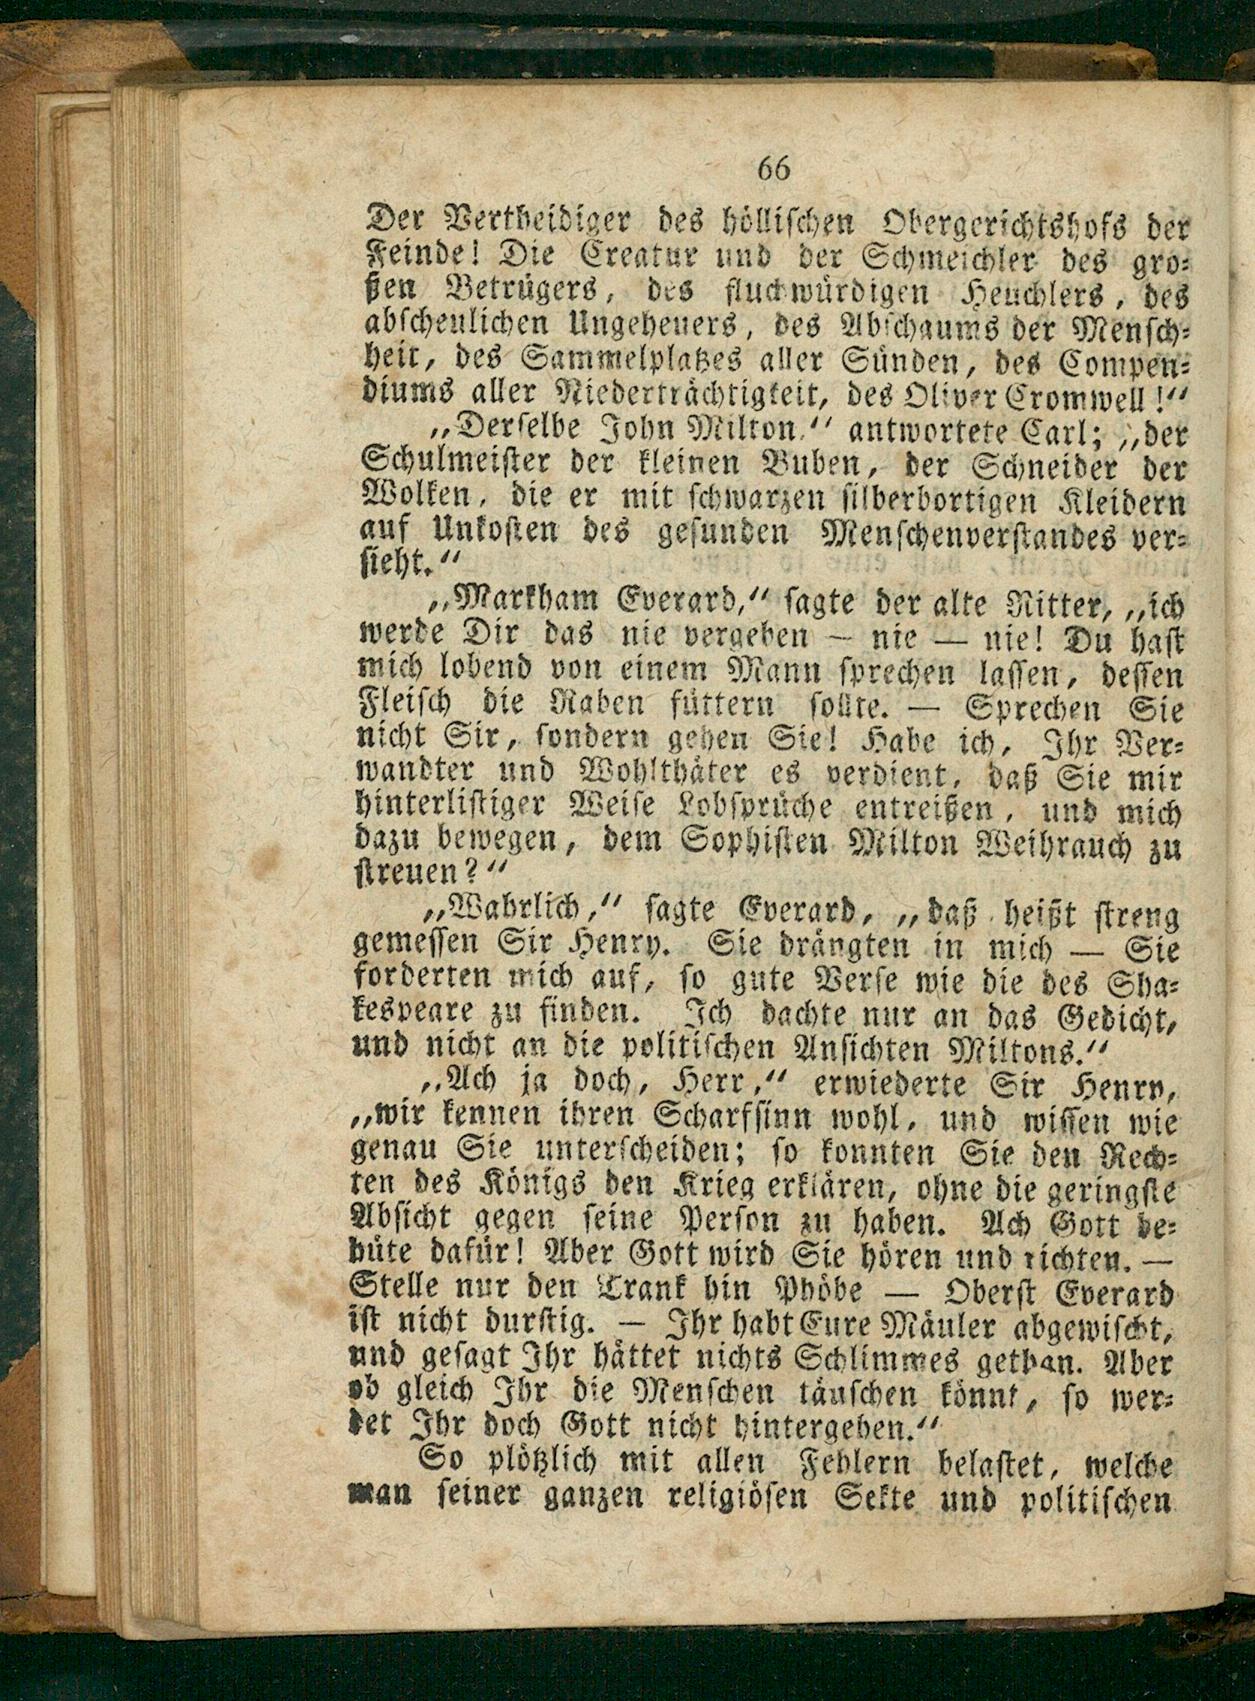 66
Der Vertheidiger des höllischen Obergerichtshofs der
Feinde! Die Creatur und der Schmeichler des gro-
ßen Betrügers, des fluchwürdigen Heuchlers, des
abscheulichen Ungeheuers, des Abschaums der Mensch-
heit, des Sammelplatzes aller Sünden, des Compen-
diums aller Niederträchtigkeit, des Oliver Cromwell!“
„Derselbe John Milton,“ antwortete Carl; „der
Schulmeister der kleinen Buben, der Schneider der
Wolken, die er mit schwarzen silberbortigen Kleidern
auf Unkosten des gesunden Menschenverstandes ver-
sieht.“
„Markham Everard,“ sagte der alte Ritter, „ich
werde Dir das nie vergeben — nie — nie! Du hast
mich lobend von einem Mann sprechen lassen, dessen
Fleisch die Raben füttern sollte. — Sprechen Sie
nicht Sir, sondern gehen Sie! Habe ich, Ihr Ver-
wandter und Wohlthäter es verdient, daß Sie mir
hinterlistiger Weise Lobsprüche entreißen, und mich
dazu bewegen, dem Sophisten Milton Weihrauch zu
streuen?“
„Wahrlich,“ sagte Everard, „daß heißt streng
gemessen Sir Henry. Sie drängten in mich — Sie
forderten mich auf, so gute Verse wie die des Sha-
kespeare zu finden. Ich dachte nur an das Gedicht,
und nicht an die politischen Ansichten Miltons.“
„Ach ja doch, Herr,“ erwiederte Sir Henry,
„wir kennen ihren Scharfsinn wohl, und wissen wie
genau Sie unterscheiden; so konnten Sie den Rech-
ten des Königs den Krieg erklären, ohne die geringste
Absicht gegen seine Person zu haben. Ach Gott be-
hüte dafür! Aber Gott wird Sie hören und richten. —
Stelle nur den Trank hin Phöbe — Oberst Everard
ist nicht durstig. — Ihr habt Eure Mäuler abgewischt,
und gesagt Ihr hättet nichts Schlimmes gethan. Aber
ob gleich Ihr die Menschen täuschen könnt, so wer-
det Ihr doch Gott nicht hintergehen.“
So plötzlich mit allen Fehlern belastet, welche
man seiner ganzen religiösen Sekte und politischen